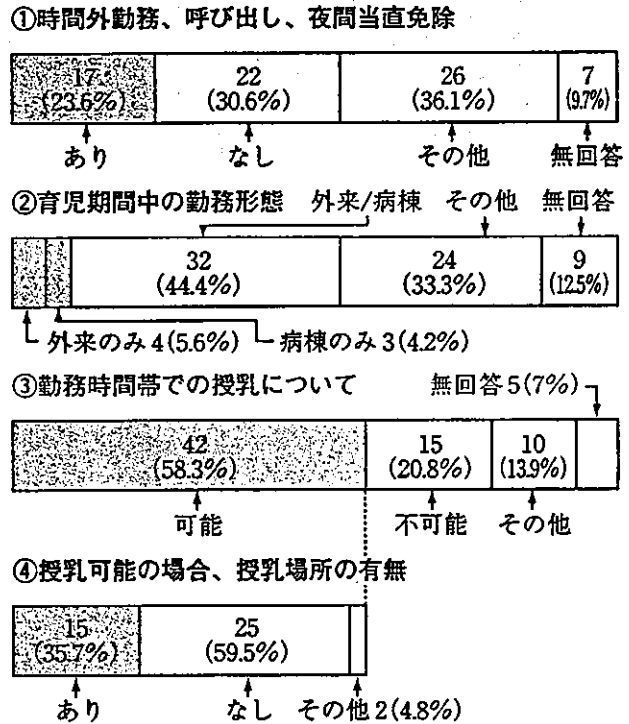 ①時間外勤務、呼び出し、夜間当直免除
17 22 26 7
(23.6%) (30.6%) (36.1%) (9.7%)
あり なし その他 無回答
②育児期間中の勤務形態 外来/病棟 その他 無回答
32 24 9
(44.4%) (33.3%) (12.5%)
外来のみ4(5.6%) 病棟のみ3(4.2%)
③勤務時間帯での授乳について 無回答5(7%)
42 15 10
(58.3%) (20.8%) (13.9%)
可能 不可能 その他
④授乳可能の場合、授乳場所の有無
15 25
(35.7%) (59.5%)
あり なし その他2(4.8%)